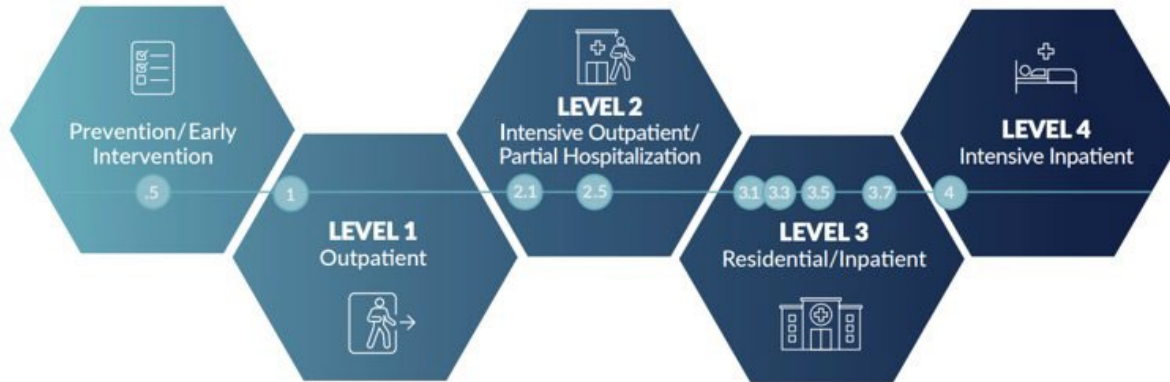 Prevention/Early
Intervention
.5
1
LEVEL 1
Outpatient
LEVEL 2
Intensive Outpatient/
Partial Hospitalization
2.1
2.5
3.1
3.3
3.5
3.7
LEVEL 3
Residential/Inpatient
LEVEL 4
Intensive Inpatient
4